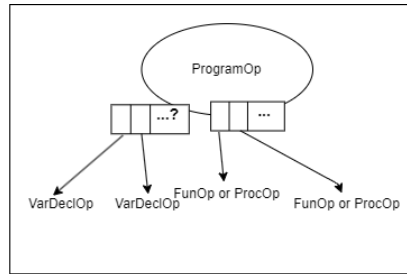 ProgramOp
...?
...
VarDeclOp
VarDeclOp
FunOp or ProcOp
FunOp or ProcOp